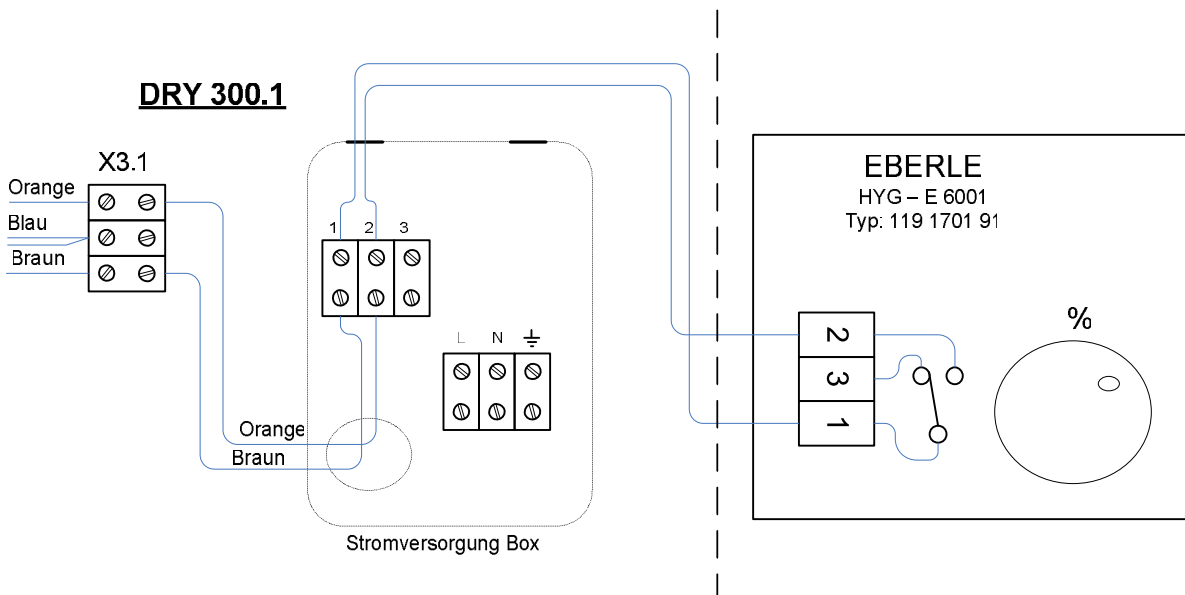 DRY 300.1
X3.1
Orange
Blau
Braun
1 2 3
L N
Orange
Braun
Stromversorgung Box
EBERLE
HYG – E 6001
Typ: 119 1701 91
%
2
3
1